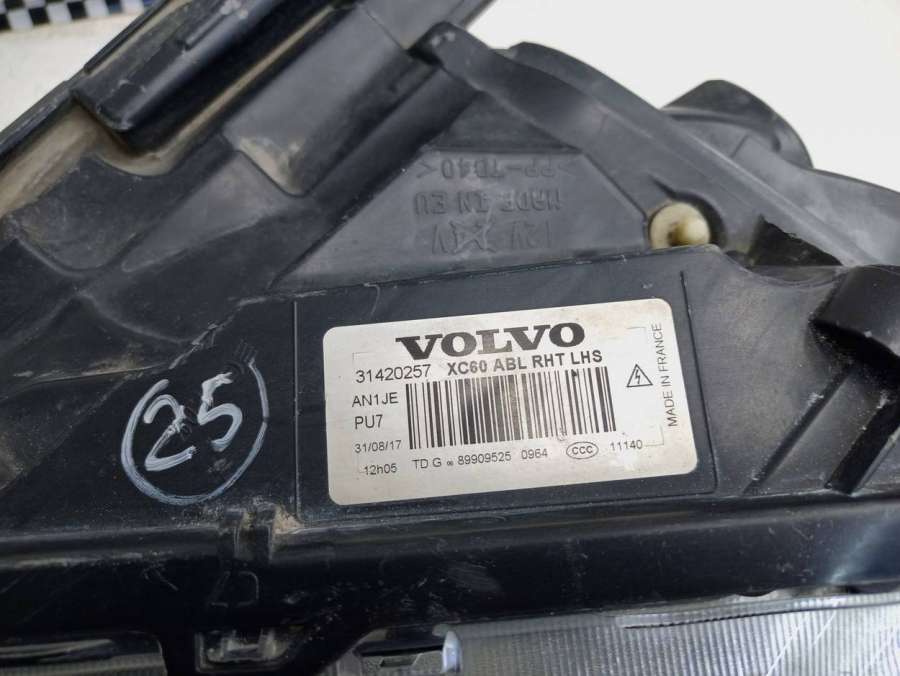 >PP-TD40<
MADE IN EU
12V
VOLVO
31420257 XC60 ABL RHT LHS
AN1JE
PU7
31/08/17
12h05 TD G ∞ 89909525 0964 CCC 11140
MADE IN FRANCE
25